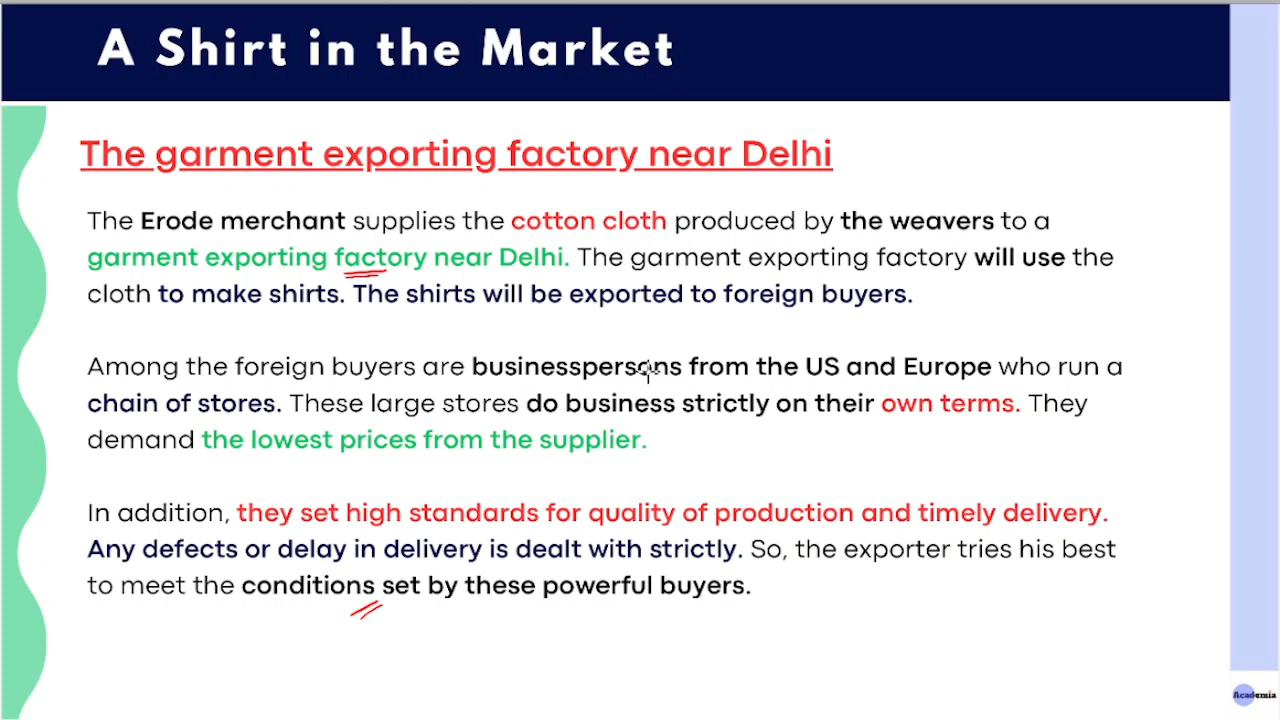 A Shirt in the Market
The garment exporting factory near Delhi
The Erode merchant supplies the cotton cloth produced by the weavers to a
garment exporting factory near Delhi. The garment exporting factory will use the
cloth to make shirts. The shirts will be exported to foreign buyers.
Among the foreign buyers are businesspersons from the US and Europe who run a
chain of stores. These large stores do business strictly on their own terms. They
demand the lowest prices from the supplier.
In addition, they set high standards for quality of production and timely delivery.
Any defects or delay in delivery is dealt with strictly. So, the exporter tries his best
to meet the conditions set by these powerful buyers.
Academia